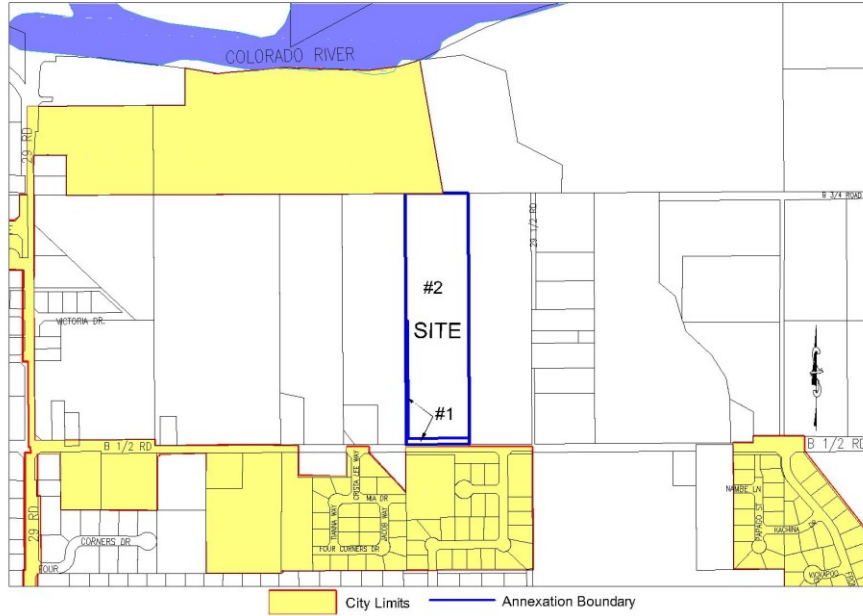 COLORADO RIVER
29 RD
B 3/4 ROAD
29 1/2 RD
#2
SITE
VICTORIA DR.
#1
B 1/2 RD
B 1/2 RD
CRISTA LEE WAY
NAMBE LN
MIA DR
TIANNA WAY
JACOB WAY
PAPAGO ST
KACHINA DR
29 RD
CORNERS DR
FOUR CORNERS DR
FOUR
City Limits
Annexation Boundary